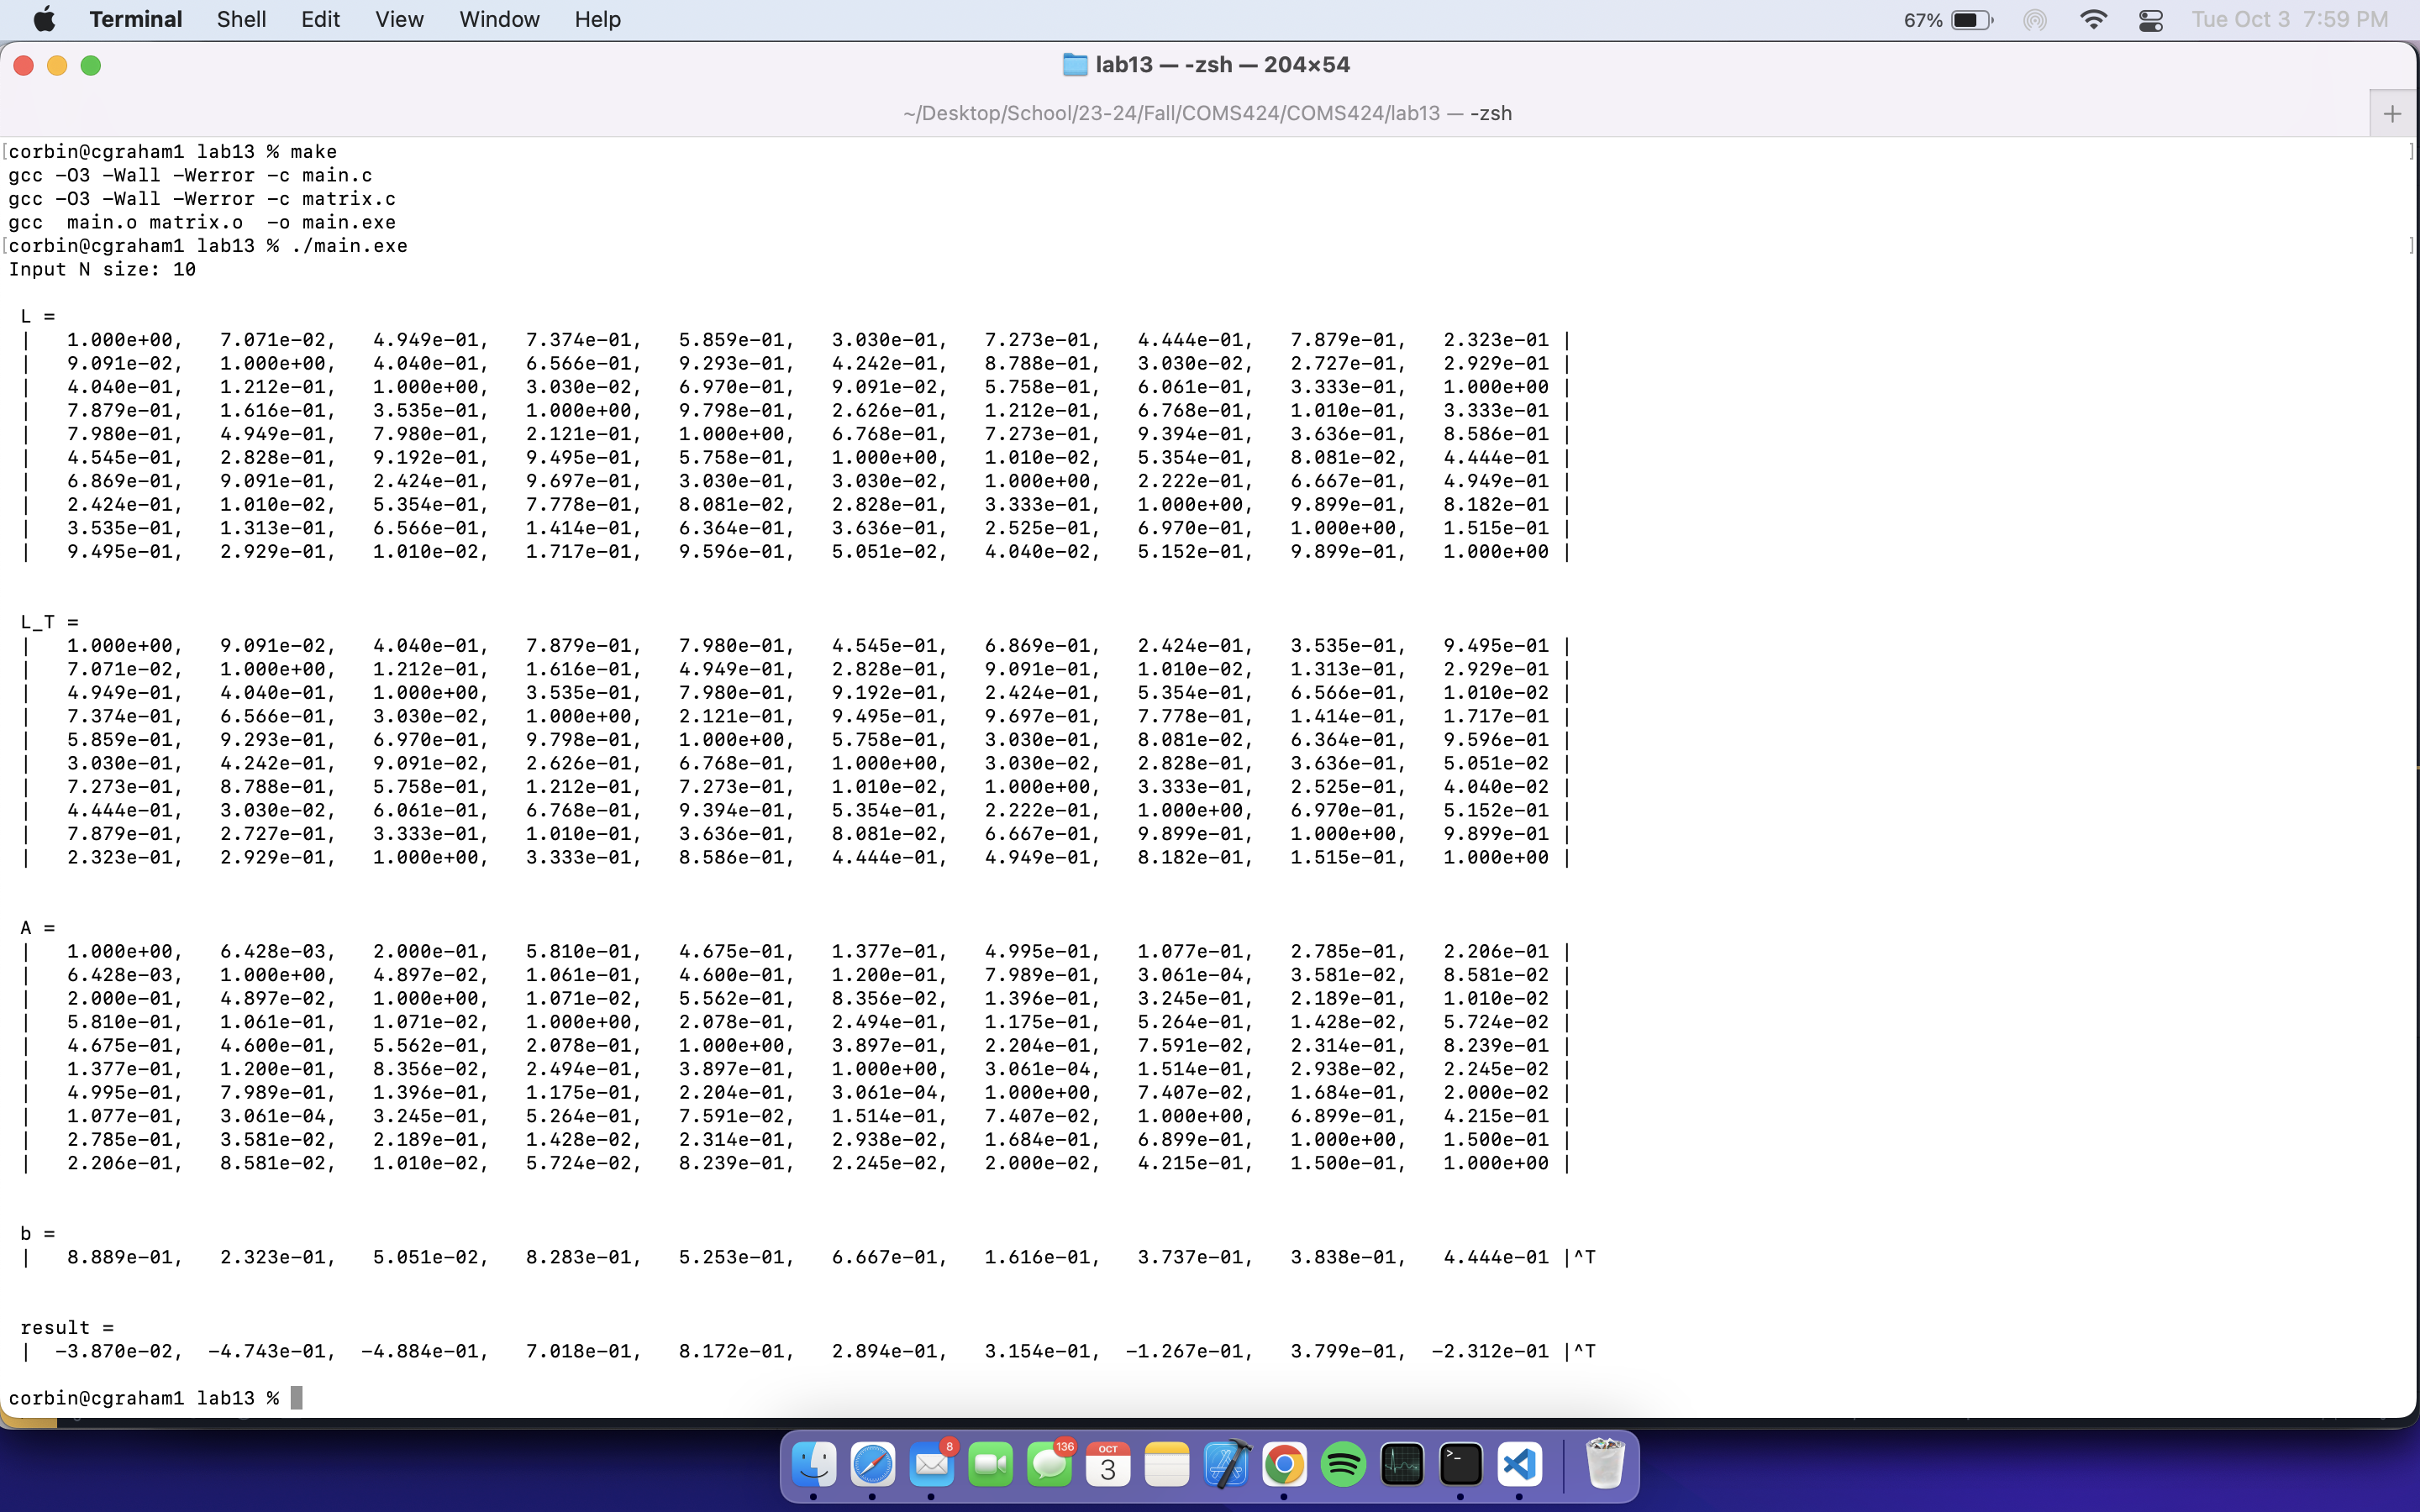 Terminal Shell Edit View Window Help 67% Tue Oct 3 7:59 PM
lab13 — -zsh — 204×54
~/Desktop/School/23-24/Fall/COMS424/COMS424/lab13 — -zsh
[corbin@cgraham1 lab13 % make ]
gcc -O3 -Wall -Werror -c main.c
gcc -O3 -Wall -Werror -c matrix.c
gcc  main.o matrix.o  -o main.exe
[corbin@cgraham1 lab13 % ./main.exe ]
Input N size: 10
L =
|   1.000e+00,   7.071e-02,   4.949e-01,   7.374e-01,   5.859e-01,   3.030e-01,   7.273e-01,   4.444e-01,   7.879e-01,   2.323e-01 |
|   9.091e-02,   1.000e+00,   4.040e-01,   6.566e-01,   9.293e-01,   4.242e-01,   8.788e-01,   3.030e-02,   2.727e-01,   2.929e-01 |
|   4.040e-01,   1.212e-01,   1.000e+00,   3.030e-02,   6.970e-01,   9.091e-02,   5.758e-01,   6.061e-01,   3.333e-01,   1.000e+00 |
|   7.879e-01,   1.616e-01,   3.535e-01,   1.000e+00,   9.798e-01,   2.626e-01,   1.212e-01,   6.768e-01,   1.010e-01,   3.333e-01 |
|   7.980e-01,   4.949e-01,   7.980e-01,   2.121e-01,   1.000e+00,   6.768e-01,   7.273e-01,   9.394e-01,   3.636e-01,   8.586e-01 |
|   4.545e-01,   2.828e-01,   9.192e-01,   9.495e-01,   5.758e-01,   1.000e+00,   1.010e-02,   5.354e-01,   8.081e-02,   4.444e-01 |
|   6.869e-01,   9.091e-01,   2.424e-01,   9.697e-01,   3.030e-01,   3.030e-02,   1.000e+00,   2.222e-01,   6.667e-01,   4.949e-01 |
|   2.424e-01,   1.010e-02,   5.354e-01,   7.778e-01,   8.081e-02,   2.828e-01,   3.333e-01,   1.000e+00,   9.899e-01,   8.182e-01 |
|   3.535e-01,   1.313e-01,   6.566e-01,   1.414e-01,   6.364e-01,   3.636e-01,   2.525e-01,   6.970e-01,   1.000e+00,   1.515e-01 |
|   9.495e-01,   2.929e-01,   1.010e-02,   1.717e-01,   9.596e-01,   5.051e-02,   4.040e-02,   5.152e-01,   9.899e-01,   1.000e+00 |
L_T =
|   1.000e+00,   9.091e-02,   4.040e-01,   7.879e-01,   7.980e-01,   4.545e-01,   6.869e-01,   2.424e-01,   3.535e-01,   9.495e-01 |
|   7.071e-02,   1.000e+00,   1.212e-01,   1.616e-01,   4.949e-01,   2.828e-01,   9.091e-01,   1.010e-02,   1.313e-01,   2.929e-01 |
|   4.949e-01,   4.040e-01,   1.000e+00,   3.535e-01,   7.980e-01,   9.192e-01,   2.424e-01,   5.354e-01,   6.566e-01,   1.010e-02 |
|   7.374e-01,   6.566e-01,   3.030e-02,   1.000e+00,   2.121e-01,   9.495e-01,   9.697e-01,   7.778e-01,   1.414e-01,   1.717e-01 |
|   5.859e-01,   9.293e-01,   6.970e-01,   9.798e-01,   1.000e+00,   5.758e-01,   3.030e-01,   8.081e-02,   6.364e-01,   9.596e-01 |
|   3.030e-01,   4.242e-01,   9.091e-02,   2.626e-01,   6.768e-01,   1.000e+00,   3.030e-02,   2.828e-01,   3.636e-01,   5.051e-02 |
|   7.273e-01,   8.788e-01,   5.758e-01,   1.212e-01,   7.273e-01,   1.010e-02,   1.000e+00,   3.333e-01,   2.525e-01,   4.040e-02 |
|   4.444e-01,   3.030e-02,   6.061e-01,   6.768e-01,   9.394e-01,   5.354e-01,   2.222e-01,   1.000e+00,   6.970e-01,   5.152e-01 |
|   7.879e-01,   2.727e-01,   3.333e-01,   1.010e-01,   3.636e-01,   8.081e-02,   6.667e-01,   9.899e-01,   1.000e+00,   9.899e-01 |
|   2.323e-01,   2.929e-01,   1.000e+00,   3.333e-01,   8.586e-01,   4.444e-01,   4.949e-01,   8.182e-01,   1.515e-01,   1.000e+00 |
A =
|   1.000e+00,   6.428e-03,   2.000e-01,   5.810e-01,   4.675e-01,   1.377e-01,   4.995e-01,   1.077e-01,   2.785e-01,   2.206e-01 |
|   6.428e-03,   1.000e+00,   4.897e-02,   1.061e-01,   4.600e-01,   1.200e-01,   7.989e-01,   3.061e-04,   3.581e-02,   8.581e-02 |
|   2.000e-01,   4.897e-02,   1.000e+00,   1.071e-02,   5.562e-01,   8.356e-02,   1.396e-01,   3.245e-01,   2.189e-01,   1.010e-02 |
|   5.810e-01,   1.061e-01,   1.071e-02,   1.000e+00,   2.078e-01,   2.494e-01,   1.175e-01,   5.264e-01,   1.428e-02,   5.724e-02 |
|   4.675e-01,   4.600e-01,   5.562e-01,   2.078e-01,   1.000e+00,   3.897e-01,   2.204e-01,   7.591e-02,   2.314e-01,   8.239e-01 |
|   1.377e-01,   1.200e-01,   8.356e-02,   2.494e-01,   3.897e-01,   1.000e+00,   3.061e-04,   1.514e-01,   2.938e-02,   2.245e-02 |
|   4.995e-01,   7.989e-01,   1.396e-01,   1.175e-01,   2.204e-01,   3.061e-04,   1.000e+00,   7.407e-02,   1.684e-01,   2.000e-02 |
|   1.077e-01,   3.061e-04,   3.245e-01,   5.264e-01,   7.591e-02,   1.514e-01,   7.407e-02,   1.000e+00,   6.899e-01,   4.215e-01 |
|   2.785e-01,   3.581e-02,   2.189e-01,   1.428e-02,   2.314e-01,   2.938e-02,   1.684e-01,   6.899e-01,   1.000e+00,   1.500e-01 |
|   2.206e-01,   8.581e-02,   1.010e-02,   5.724e-02,   8.239e-01,   2.245e-02,   2.000e-02,   4.215e-01,   1.500e-01,   1.000e+00 |
b =
|   8.889e-01,   2.323e-01,   5.051e-02,   8.283e-01,   5.253e-01,   6.667e-01,   1.616e-01,   3.737e-01,   3.838e-01,   4.444e-01 |^T
result =
|  -3.870e-02,  -4.743e-01,  -4.884e-01,   7.018e-01,   8.172e-01,   2.894e-01,   3.154e-01,  -1.267e-01,   3.799e-01,  -2.312e-01 |^T
corbin@cgraham1 lab13 %
8 136 OCT
3